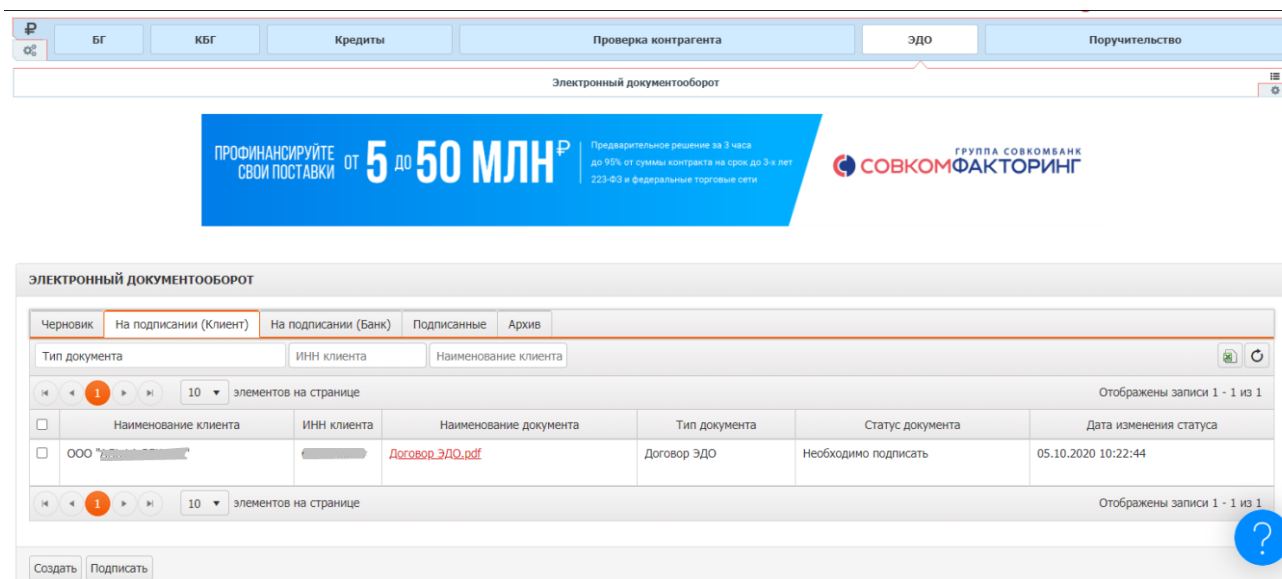 БГ КБГ Кредиты Проверка контрагента ЭДО Поручительство
Электронный документооборот
ПРОФИНАНСИРУЙТЕ СВОИ ПОСТАВКИ ОТ 5 ДО 50 МЛН ₽
Предварительное решение за 3 часа
до 95% от суммы контракта на срок до 3-х лет
223-ФЗ и федеральные торговые сети
ГРУППА СОВКОМБАНК
СОВКОМФАКТОРИНГ
ЭЛЕКТРОННЫЙ ДОКУМЕНТООБОРОТ
Черновик На подписании (Клиент) На подписании (Банк) Подписанные Архив
Тип документа ИНН клиента Наименование клиента
1 10 элементов на странице Отображены записи 1 - 1 из 1
Наименование клиента ИНН клиента Наименование документа Тип документа Статус документа Дата изменения статуса
ООО " " Договор ЭДО.pdf Договор ЭДО Необходимо подписать 05.10.2020 10:22:44
1 10 элементов на странице Отображены записи 1 - 1 из 1
?
Создать Подписать